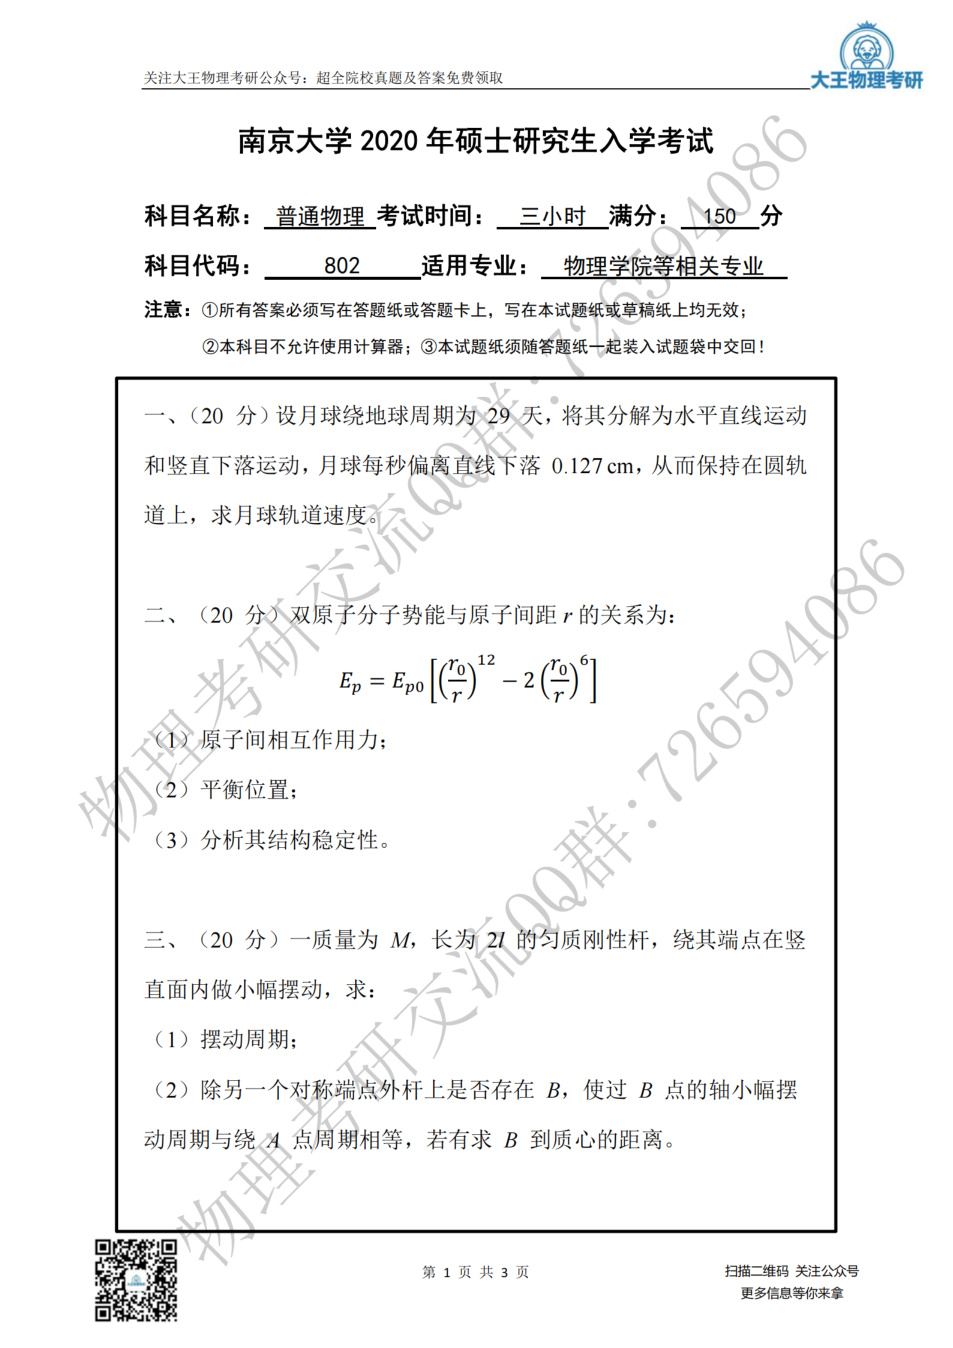 关注大王物理考研公众号：超全院校真题及答案免费领取
大王物理考研
南京大学 2020 年硕士研究生入学考试
科目名称： 普通物理 考试时间： 三小时 满分： 150 分
科目代码： 802 适用专业： 物理学院等相关专业
注意：①所有答案必须写在答题纸或答题卡上，写在本试题纸或草稿纸上均无效；
②本科目不允许使用计算器；③本试题纸须随答题纸一起装入试题袋中交回！
一、（20 分）设月球绕地球周期为 29 天，将其分解为水平直线运动
和竖直下落运动，月球每秒偏离直线下落 0.127 cm，从而保持在圆轨
道上，求月球轨道速度。
二、（20 分）双原子分子势能与原子间距 r 的关系为：
E_p = E_{p0} [(r_0/r)^{12} − 2 (r_0/r)^6]
（1）原子间相互作用力；
（2）平衡位置；
（3）分析其结构稳定性。
三、（20 分）一质量为 M，长为 2l 的匀质刚性杆，绕其端点在竖
直面内做小幅摆动，求：
（1）摆动周期；
（2）除另一个对称端点外杆上是否存在 B，使过 B 点的轴小幅摆
动周期与绕 A 点周期相等，若有求 B 到质心的距离。
物理考研交流QQ群：726594086
物理考研交流QQ群：726594086
大王物理
第 1 页 共 3 页
扫描二维码 关注公众号
更多信息等你来拿